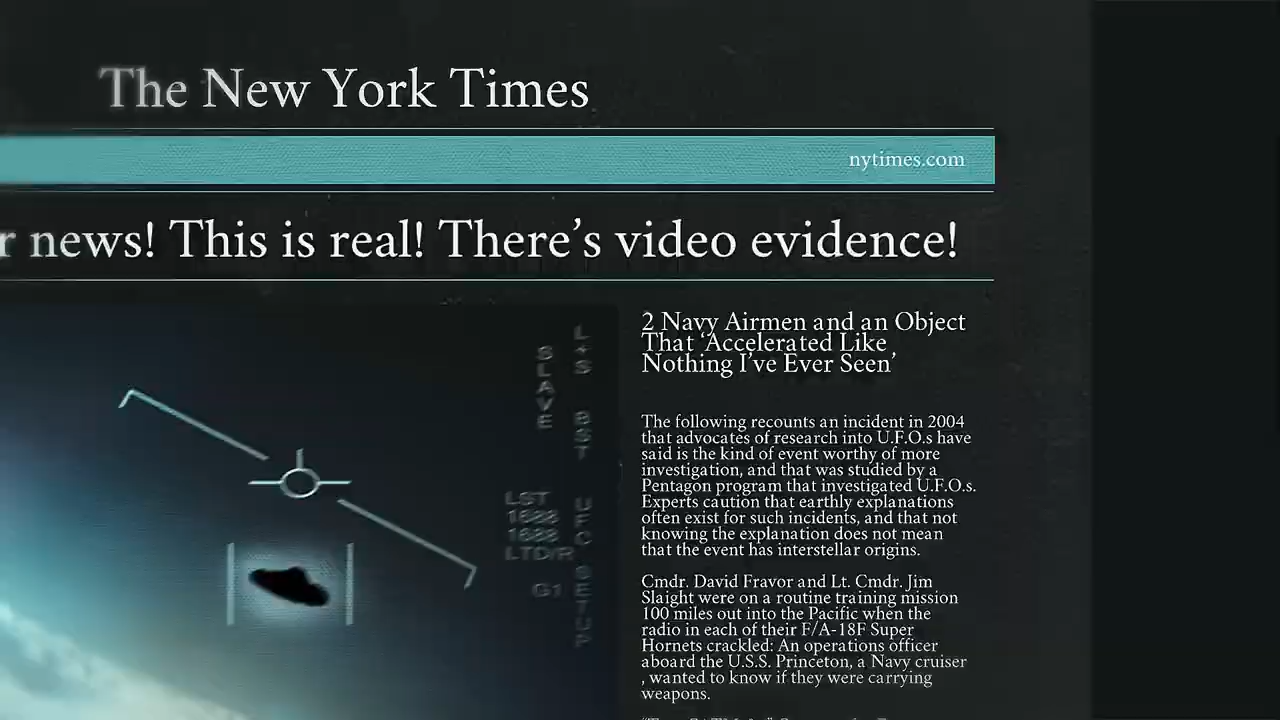 The New York Times
nytimes.com
r news! This is real! There's video evidence!
2 Navy Airmen and an Object
That ‘Accelerated Like
Nothing I've Ever Seen’
The following recounts an incident in 2004
that advocates of research into U.F.O.s have
said is the kind of event worthy of more
investigation, and that was studied by a
Pentagon program that investigated U.F.O.s.
Experts caution that earthly explanations
often exist for such incidents, and that not
knowing the explanation does not mean
that the event has interstellar origins.
Cmdr. David Fravor and Lt. Cmdr. Jim
Slaight were on a routine training mission
100 miles out into the Pacific when the
radio in each of their F/A-18F Super
Hornets crackled: An operations officer
aboard the U.S.S. Princeton, a Navy cruiser
, wanted to know if they were carrying
weapons.
SLAVE
L+S BST
LST
1688
1688
LTD/R
G1
UFC SETUP